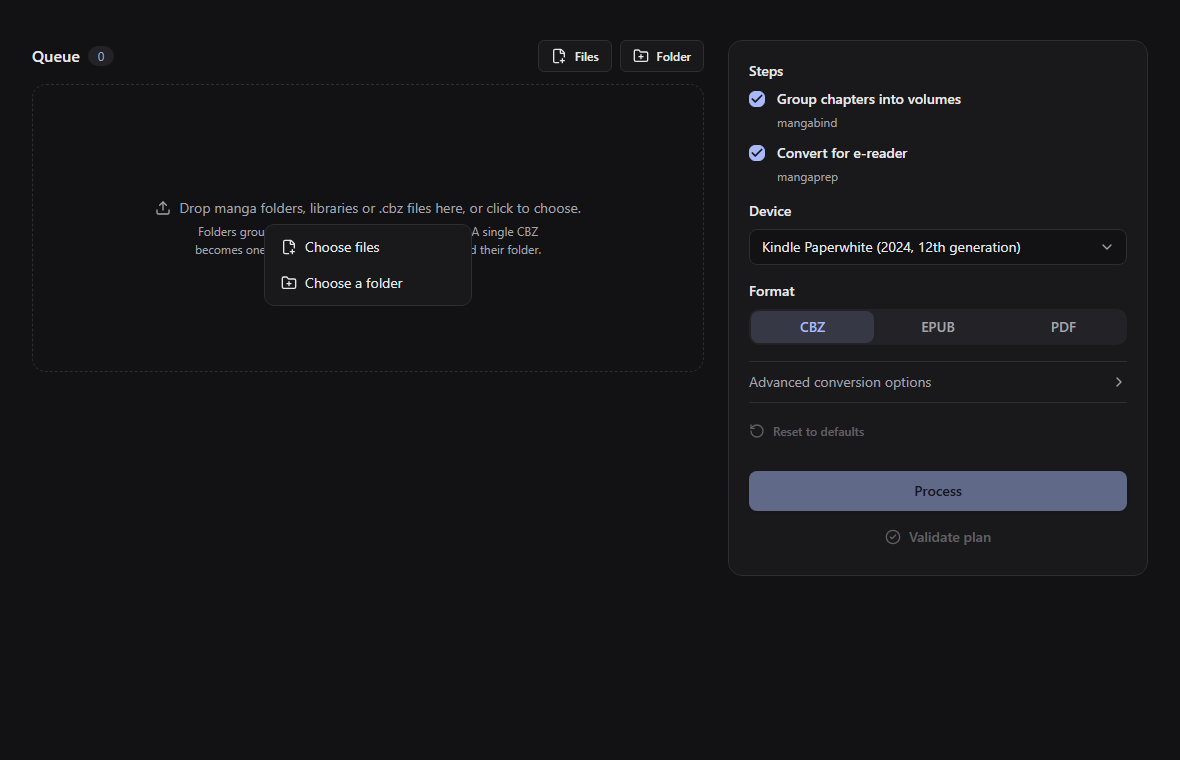 Queue 0
Files
Folder
Drop manga folders, libraries or .cbz files here, or click to choose.
Folders A single CBZ
becomes their folder.
Choose files
Choose a folder
Steps
Group chapters into volumes
mangabind
Convert for e-reader
mangaprep
Device
Kindle Paperwhite (2024, 12th generation)
Format
CBZ EPUB PDF
Advanced conversion options
Reset to defaults
Process
Validate plan